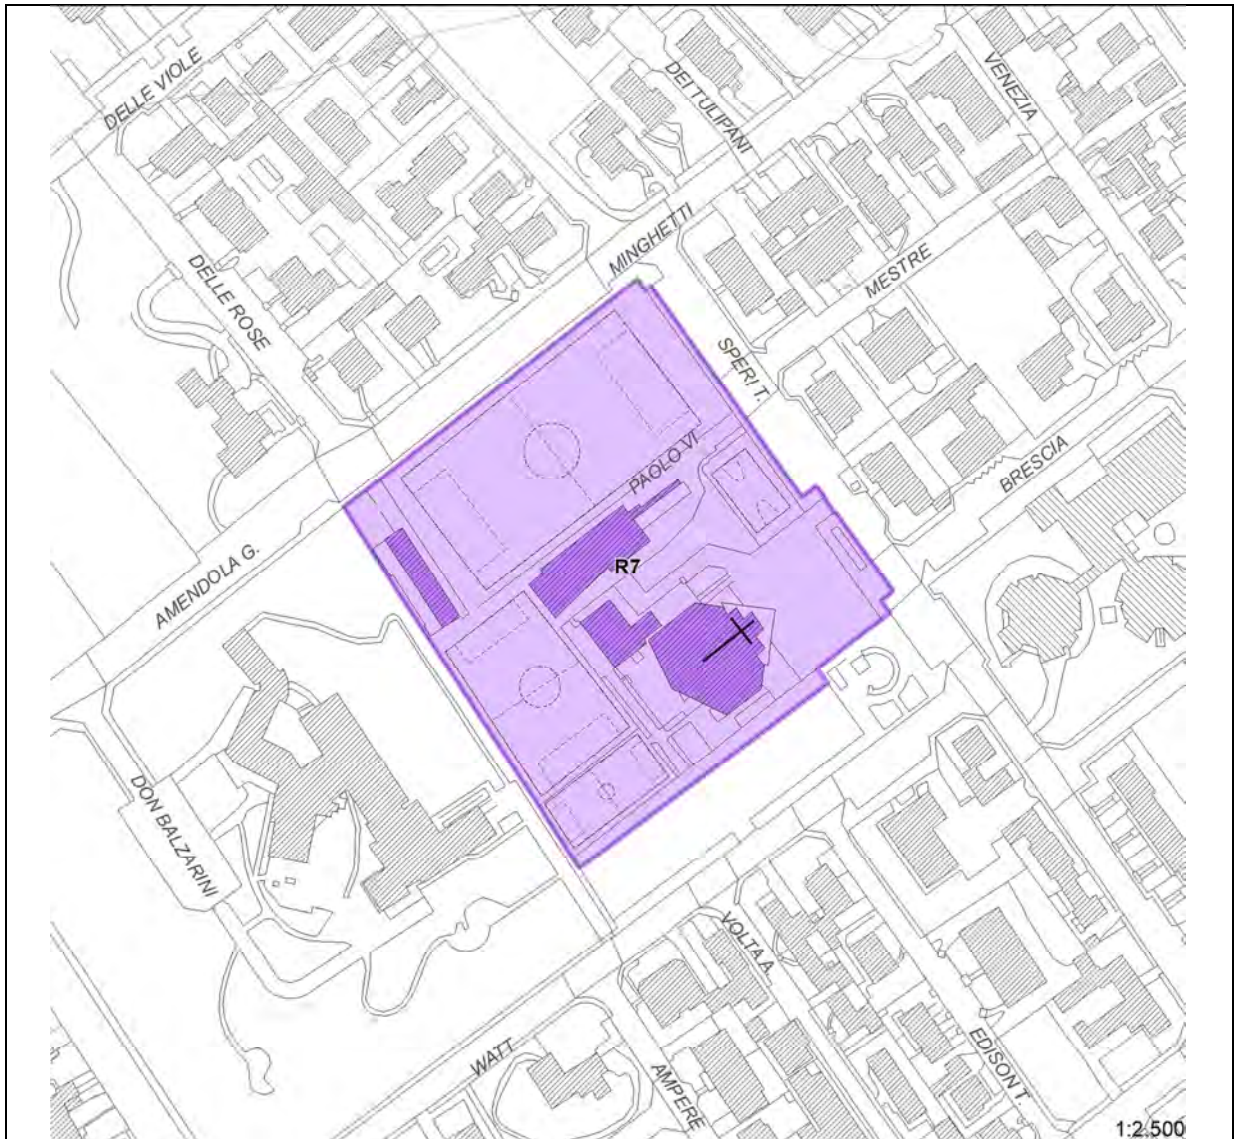 DELLE VIOLE
DEI TULIPANI
VENEZIA
MINGHETTI
DELLE ROSE
MESTRE
SPERI T.
PAOLO VI
BRESCIA
R7
AMENDOLA G.
DON BALZARINI
VOLTA A.
WATT
AMPERE
EDISON T.
1:2.500